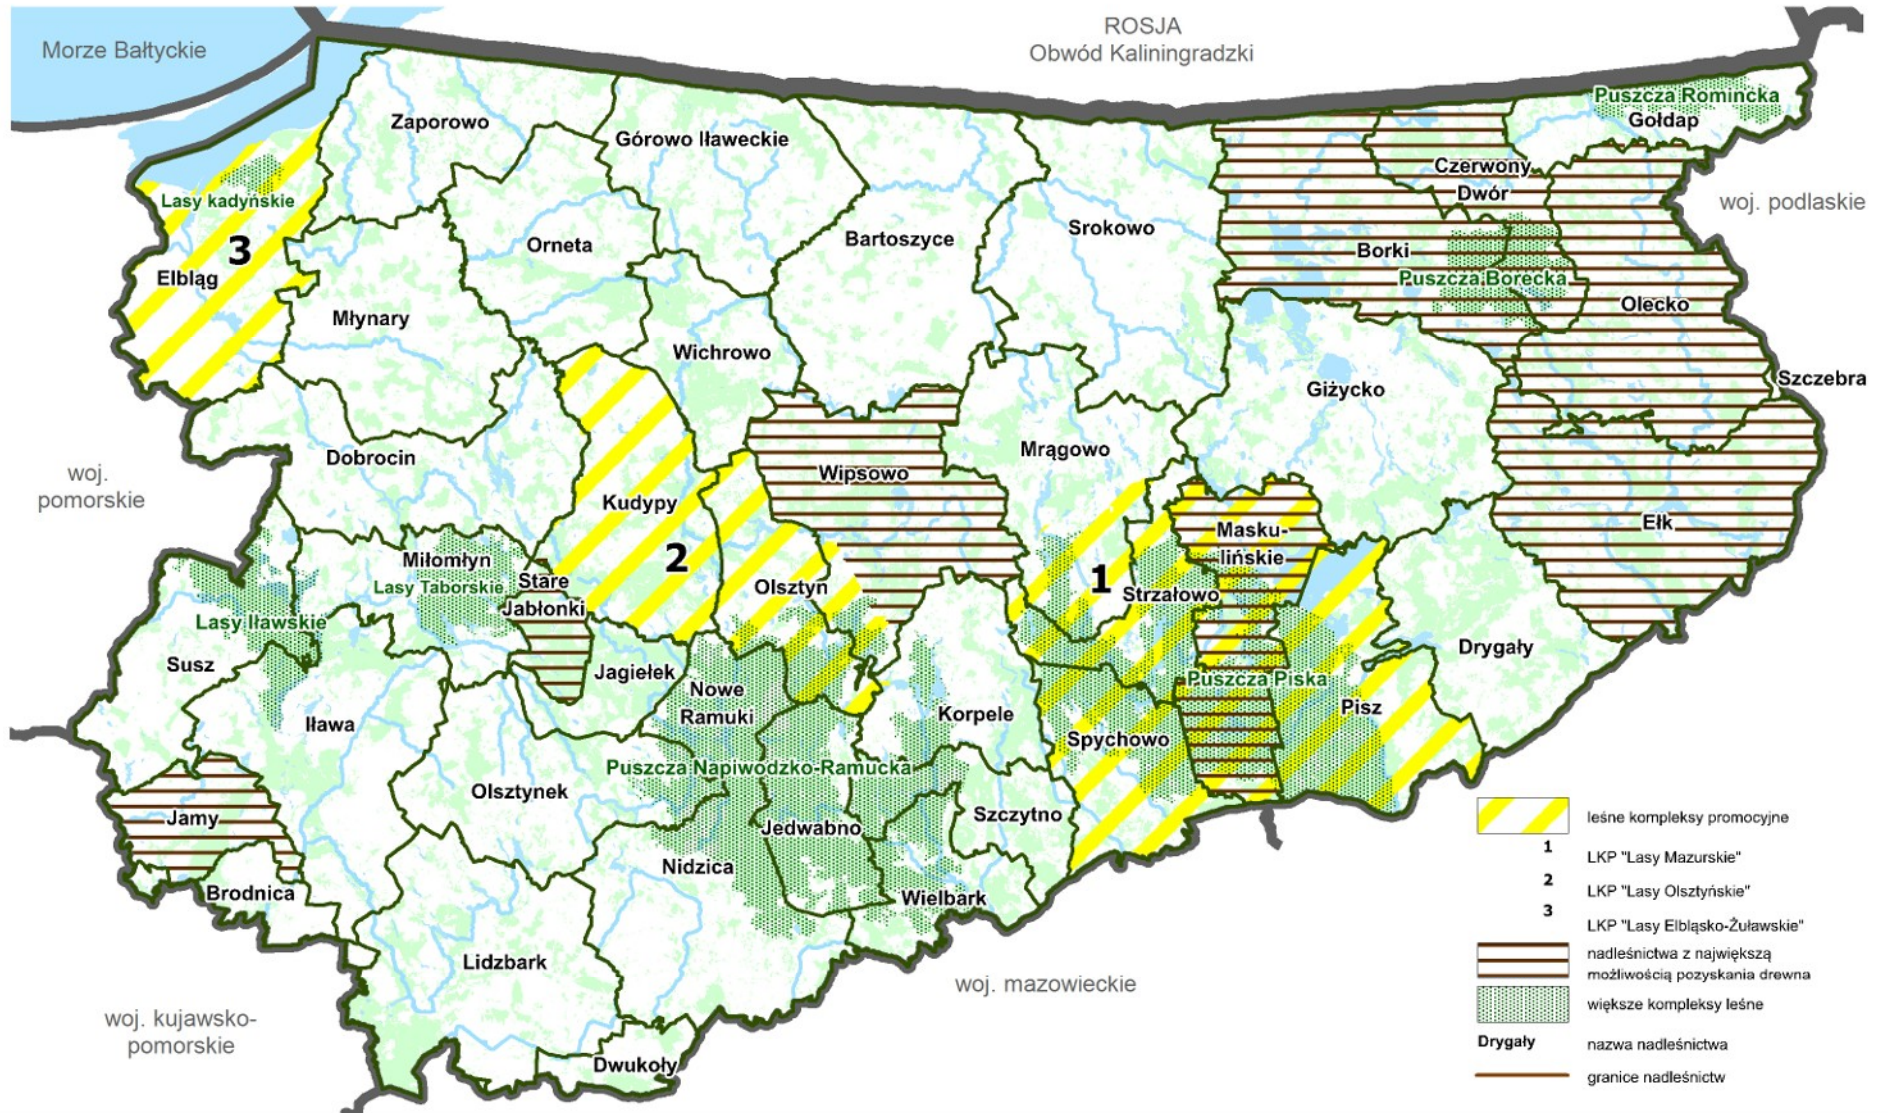 Morze Bałtyckie
ROSJA
Obwód Kaliningradzki
Puszcza Romincka
Gołdap
Zaporowo
Górowo Iławeckie
Czerwony
Dwór
woj. podlaskie
Lasy kadyńskie
3
Elbląg
Orneta
Bartoszyce
Srokowo
Borki
Puszcza Borecka
Olecko
Młynary
Wichrowo
Giżycko
Szczebra
woj.
pomorskie
Dobrocin
Mrągowo
Wipsowo
Kudypy
2
Ełk
Masku-
lińskie
Miłomłyn
Lasy Taborskie
Stare
Jabłonki
Olsztyn
1
Strzałowo
Lasy Iławskie
Susz
Drygały
Jagiełek
Nowe
Ramuki
Puszcza Piska
Pisz
Iława
Korpele
Spychowo
Puszcza Napiwodzko-Ramucka
Olsztynek
Jamy
Jedwabno
Szczytno
Nidzica
Brodnica
Wielbark
Lidzbark
woj. mazowieckie
woj. kujawsko-
pomorskie
Dwukoły
leśne kompleksy promocyjne
1 LKP "Lasy Mazurskie"
2 LKP "Lasy Olsztyńskie"
3 LKP "Lasy Elbląsko-Żuławskie"
nadleśnictwa z największą
możliwością pozyskania drewna
większe kompleksy leśne
Drygały nazwa nadleśnictwa
granice nadleśnictw